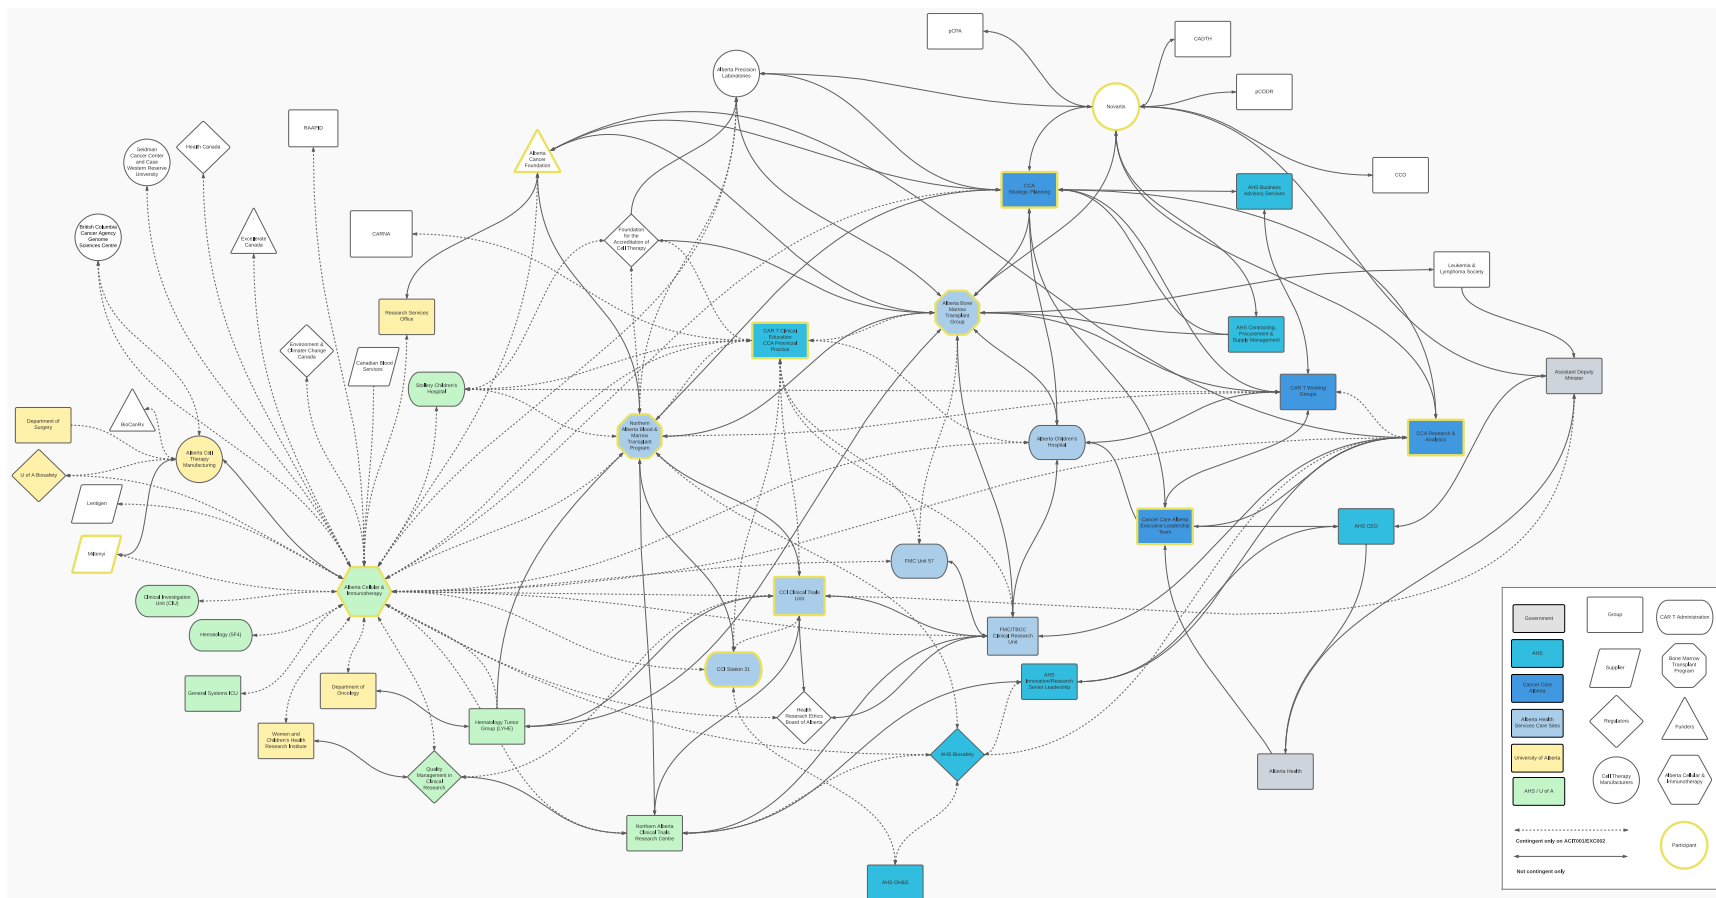 pCPA
CADTH
Alberta Precision
Laboratories
pCODR
Novartis
RAAPID
Health Canada
Seidman
Cancer Center
and Case
Western Reserve
University
Alberta
Cancer
Foundation
CCO
CCA
Strategic Planning
AHS Business
Advisory Services
British Columbia
Cancer Agency
Genome
Sciences Centre
Excellerate
Canada
CARNA
Foundation
for the
Accreditation of
Cell Therapy
Leukemia &
Lymphoma Society
Research Services
Office
Alberta Bone
Marrow
Transplant
Group
CAR T Clinical
Education
CCA Provincial
Practice
AHS Contracting,
Procurement &
Supply Management
Environment &
Climater Change
Canada
Canadian Blood
Services
Stollery Children's
Hospital
CAR T Working
Groups
Assistant Deputy
Minister
Department of
Surgery
BioCanRx
Alberta Cell
Therapy
Manufacturing
Northern
Alberta Blood &
Marrow
Transplant
Program
Alberta Children's
Hospital
CCA Research &
Analytics
U of A Biosafety
Lentigen
Miltenyi
Cancer Care Alberta
Executive Leadership
Team
AHS CEO
FMC Unit 57
Clinical Investigation
Unit (CIU)
Alberta Cellular &
Immunotherapy
CCI Clinical Trials
Unit
Hematology (5F4)
FMC/TBCC
Clinical Research
Unit
General Systems ICU
Department of
Oncology
CCI Station 31
AHS
Innovation/Research
Senior Leadership
Women and
Children's Health
Research Institute
Hematology Tumor
Group (LYHE)
Health
Reserach Ethics
Board of Alberta
Quality
Management in
Clinical
Research
AHS Biosafety
Alberta Health
Northern Alberta
Clinical Trials
Research Centre
AHS OH&S
Government
Group
CAR T Administration
AHS
Supplier
Bone Marrow
Transplant
Program
Cancer Care
Alberta
Alberta Health
Services Care Sites
Regulators
Funders
University of Alberta
AHS / U of A
Cell Therapy
Manufacturers
Alberta Cellular &
Immunotherapy
Contingent only on ACIT001/EXC002
Participant
Not contingent only